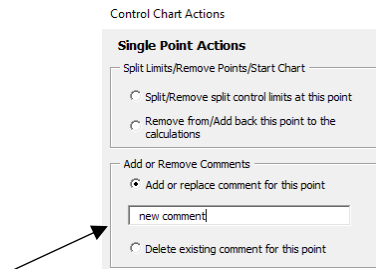 Control Chart Actions
Single Point Actions
Split Limits/Remove Points/Start Chart
Split/Remove split control limits at this point
Remove from/Add back this point to the
calculations
Add or Remove Comments
Add or replace comment for this point
new comment
Delete existing comment for this point